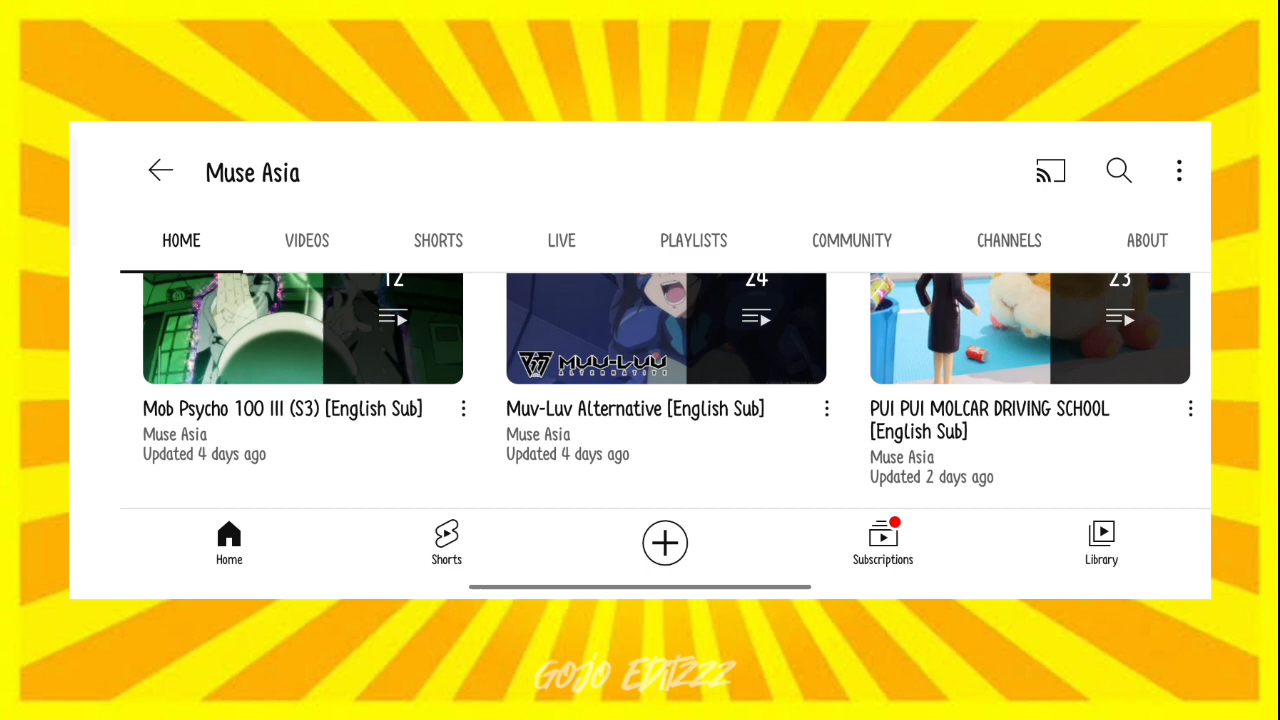 Muse Asia
HOME VIDEOS SHORTS LIVE PLAYLISTS COMMUNITY CHANNELS ABOUT
12 24 23
MUV-LUV
ALTERNATIVE
Mob Psycho 100 III (S3) [English Sub]
Muse Asia
Updated 4 days ago
Muv-Luv Alternative [English Sub]
Muse Asia
Updated 4 days ago
PUI PUI MOLCAR DRIVING SCHOOL
[English Sub]
Muse Asia
Updated 2 days ago
Home Shorts Subscriptions Library
GOJO EDITZZZ